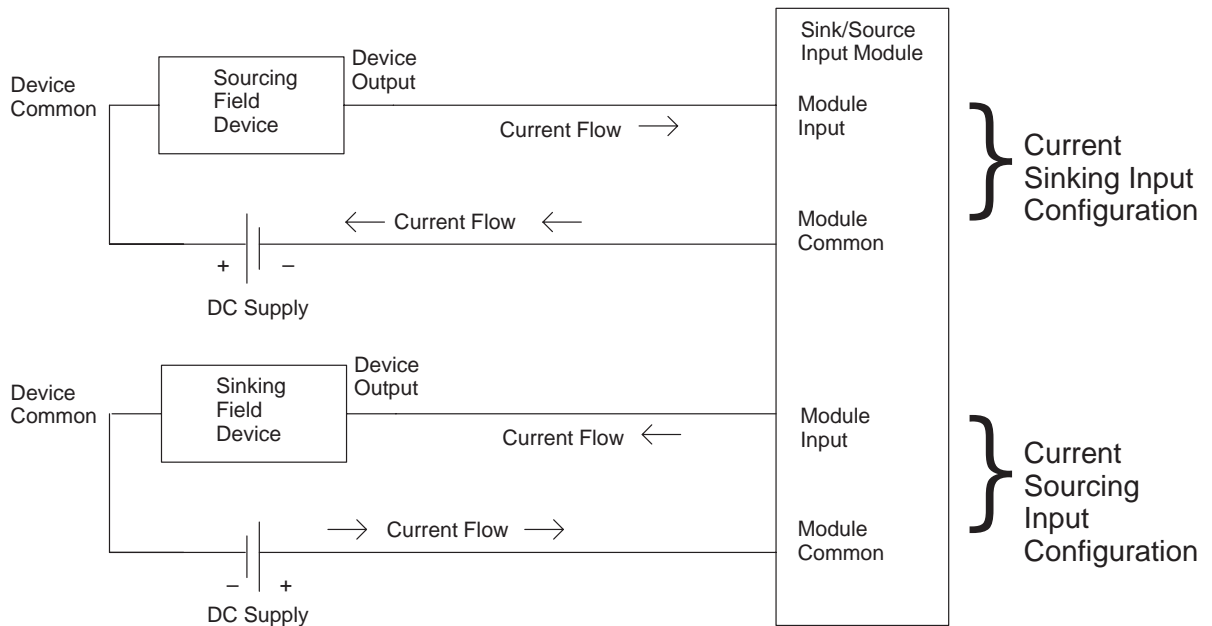 Sink/Source
Input Module
Device
Common
Sourcing
Field
Device
Device
Output
Current Flow
Module
Input
Current
Sinking Input
Configuration
Current Flow
Module
Common
+ –
DC Supply
Device
Common
Sinking
Field
Device
Device
Output
Current Flow
Module
Input
Current
Sourcing
Input
Configuration
Current Flow
Module
Common
– +
DC Supply